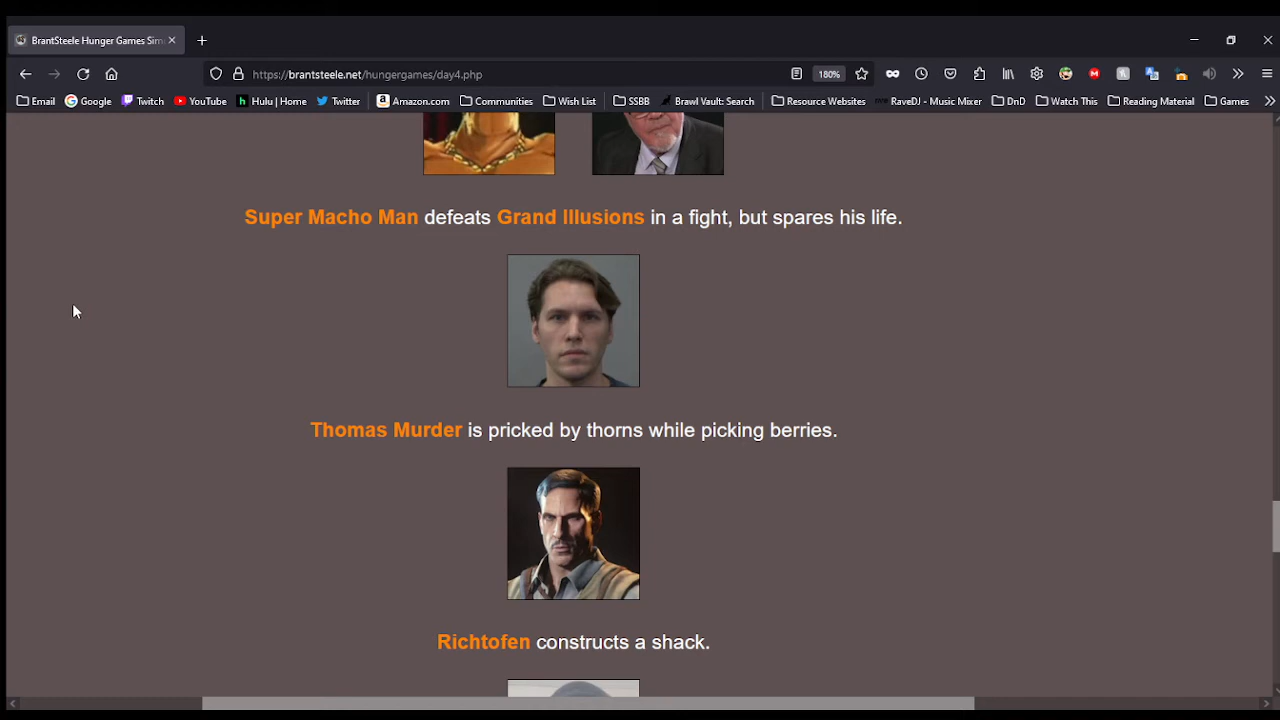 BrantSteele Hunger Games Sim
https://brantsteele.net/hungergames/day4.php
180%
Email Google Twitch YouTube Hulu | Home Twitter Amazon.com Communities Wish List SSBB Brawl Vault: Search Resource Websites RaveDJ - Music Mixer DnD Watch This Reading Material Games
Super Macho Man defeats Grand Illusions in a fight, but spares his life.
Thomas Murder is pricked by thorns while picking berries.
Richtofen constructs a shack.